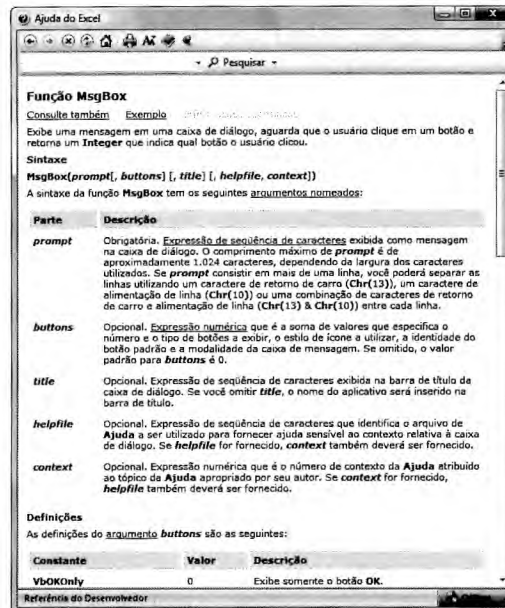 Ajuda do Excel
Pesquisar
Função MsgBox
Consulte também Exemplo
Exibe uma mensagem em uma caixa de diálogo, aguarda que o usuário clique em um botão e
retorna um Integer que indica qual botão o usuário clicou.
Sintaxe
MsgBox(prompt[, buttons] [, title] [, helpfile, context])
A sintaxe da função MsgBox tem os seguintes argumentos nomeados:
Parte Descrição
prompt Obrigatória. Expressão de seqüência de caracteres exibida como mensagem
na caixa de diálogo. O comprimento máximo de prompt é de
aproximadamente 1.024 caracteres, dependendo da largura dos caracteres
utilizados. Se prompt consistir em mais de uma linha, você poderá separar as
linhas utilizando um caractere de retorno de carro (Chr(13)), um caractere de
alimentação de linha (Chr(10)) ou uma combinação de caracteres de retorno
de carro e alimentação de linha (Chr(13) & Chr(10)) entre cada linha.
buttons Opcional. Expressão numérica que é a soma de valores que especifica o
número e o tipo de botões a exibir, o estilo de ícone a utilizar, a identidade do
botão padrão e a modalidade da caixa de mensagem. Se omitido, o valor
padrão para buttons é 0.
title Opcional. Expressão de seqüência de caracteres exibida na barra de título da
caixa de diálogo. Se você omitir title, o nome do aplicativo será inserido na
barra de título.
helpfile Opcional. Expressão de seqüência de caracteres que identifica o arquivo de
Ajuda a ser utilizado para fornecer ajuda sensível ao contexto relativa à caixa
de diálogo. Se helpfile for fornecido, context também deverá ser fornecido.
context Opcional. Expressão numérica que é o número de contexto da Ajuda atribuído
ao tópico da Ajuda apropriado por seu autor. Se context for fornecido,
helpfile também deverá ser fornecido.
Definições
As definições do argumento buttons são as seguintes:
Constante Valor Descrição
VbOKOnly 0 Exibe somente o botão OK.
Referência do Desenvolvedor